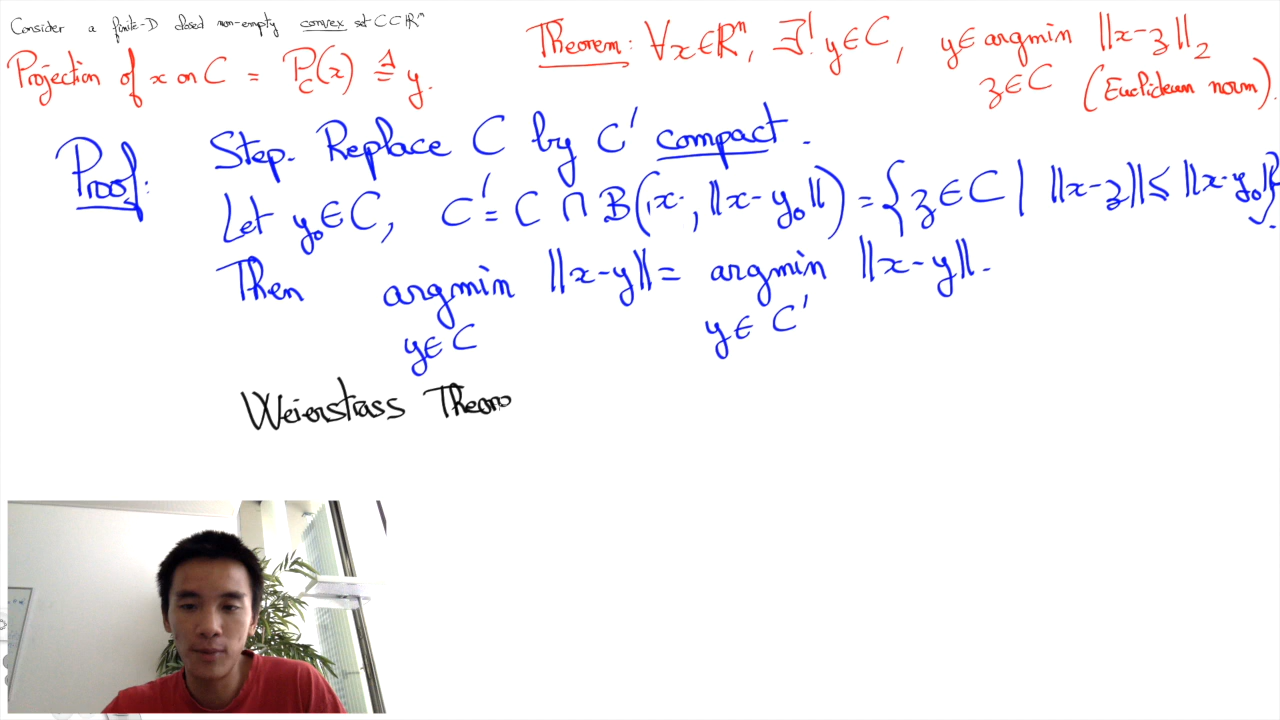 Consider a finite-D closed non-empty convex set C⊂ℝⁿ
Theorem: ∀x∈ℝⁿ, ∃! y∈C, y∈argmin ‖x-z‖₂
z∈C (Euclidean norm).
Projection of x on C = P_C(x) ≜ y.
Proof: Step. Replace C by C' compact.
Let y₀∈C, C' = C ∩ B(x, ‖x-y₀‖) = {z∈C | ‖x-z‖ ≤ ‖x-y₀‖}.
Then argmin ‖x-y‖ = argmin ‖x-y‖.
y∈C y∈C'
Weierstrass Theo